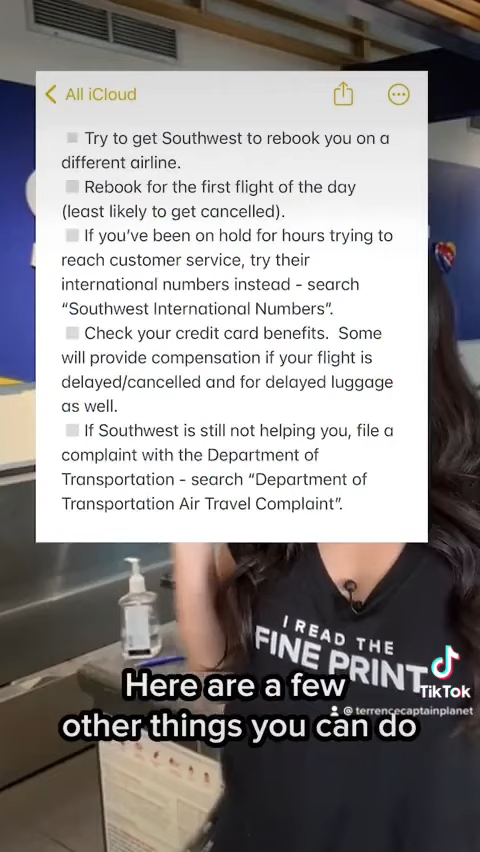 All iCloud
Try to get Southwest to rebook you on a
different airline.
Rebook for the first flight of the day
(least likely to get cancelled).
If you’ve been on hold for hours trying to
reach customer service, try their
international numbers instead - search
“Southwest International Numbers”.
Check your credit card benefits.  Some
will provide compensation if your flight is
delayed/cancelled and for delayed luggage
as well.
If Southwest is still not helping you, file a
complaint with the Department of
Transportation - search “Department of
Transportation Air Travel Complaint”.
I READ THE
FINE PRINT
TikTok
@ terrencecaptainplanet
Here are a few
other things you can do